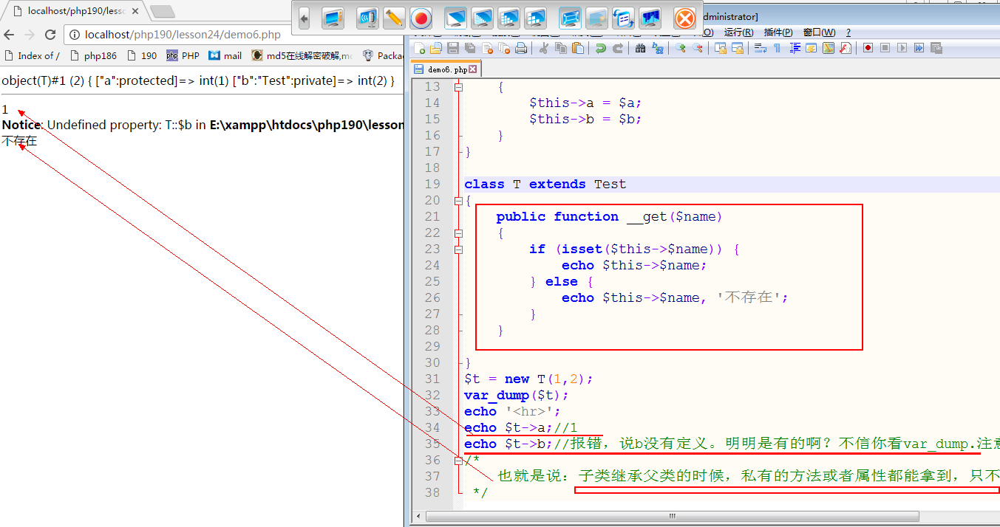 localhost/php190/lesso
localhost/php190/lesson24/demo6.php
Index of /
php186
190
php PHP
mail
md5在线解密破解,md
Packa
object(T)#1 (2) { ["a":protected]=> int(1) ["b":"Test":private]=> int(2) }
1
Notice: Undefined property: T::$b in E:\xampp\htdocs\php190\lesson
不存在
dministrator]
运行(R) 插件(P) 窗口(W) ?
demo6.php
13 {
14 $this->a = $a;
15 $this->b = $b;
16 }
17 }
18
19 class T extends Test
20 {
21 public function __get($name)
22 {
23 if (isset($this->$name)) {
24 echo $this->$name;
25 } else {
26 echo $this->$name, '不存在';
27 }
28 }
29
30 }
31 $t = new T(1,2);
32 var_dump($t);
33 echo '<hr>';
34 echo $t->a;//1
35 echo $t->b;//报错，说b没有定义。明明是有的啊？不信你看var_dump.注意
36 /*
37 也就是说：子类继承父类的时候，私有的方法或者属性都能拿到，只不
38 */